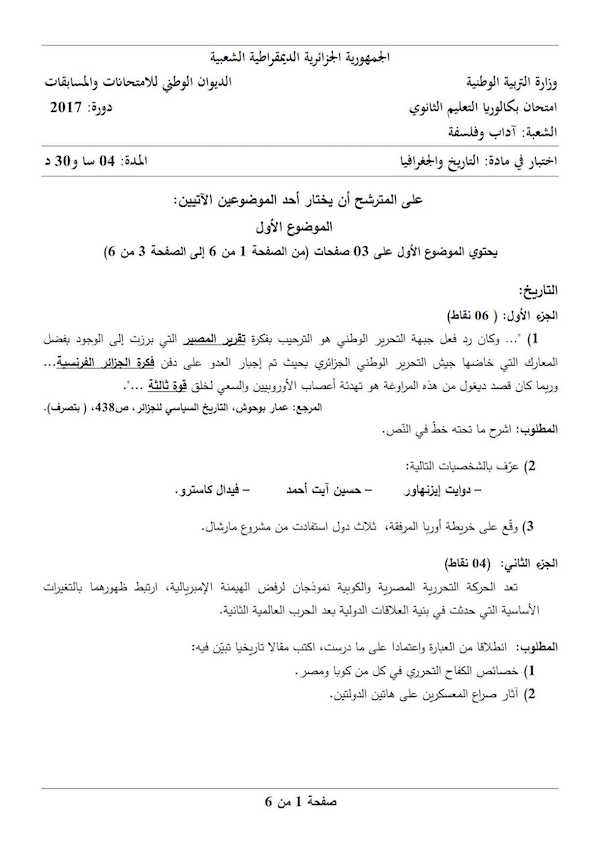 الجمهورية الجزائرية الديمقراطية الشعبية
وزارة التربية الوطنية الديوان الوطني للامتحانات والمسابقات
امتحان بكالوريا التعليم الثانوي دورة: 2017
الشعبة: آداب وفلسفة
اختبار في مادة: التاريخ والجغرافيا المدة: 04 سا و30 د
على المترشح أن يختار أحد الموضوعين الآتيين:
الموضوع الأول
يحتوي الموضوع الأول على 03 صفحات (من الصفحة 1 من 6 إلى الصفحة 3 من 6)
التاريخ:
الجزء الأول: ( 06 نقاط)
1) "... وكان رد فعل جبهة التحرير الوطني هو الترحيب بفكرة تقرير المصير التي برزت إلى الوجود بفضل
المعارك التي خاضها جيش التحرير الوطني الجزائري بحيث تم إجبار العدو على دفن فكرة الجزائر الفرنسية...
وربما كان قصد ديغول من هذه المراوغة هو تهدئة أعصاب الأوروبيين والسعي لخلق قوة ثالثة ...".
المرجع: عمار بوحوش، التاريخ السياسي للجزائر، ص438، ( بتصرف).
المطلوب: اشرح ما تحته خطّ في النّص.
2) عرّف بالشخصيات التالية:
– دوايت إيزنهاور – حسين آيت أحمد – فيدال كاسترو.
3) وقّع على خريطة أوربا المرفقة، ثلاث دول استفادت من مشروع مارشال.
الجزء الثاني: (04 نقاط)
تعد الحركة التحررية المصرية والكوبية نموذجان لرفض الهيمنة الإمبريالية، ارتبط ظهورهما بالتغيرات
الأساسية التي حدثت في بنية العلاقات الدولية بعد الحرب العالمية الثانية.
المطلوب: انطلاقا من العبارة واعتمادا على ما درست، اكتب مقالا تاريخيا تبيّن فيه:
1) خصائص الكفاح التحرري في كل من كوبا ومصر.
2) آثار صراع المعسكرين على هاتين الدولتين.
صفحة 1 من 6